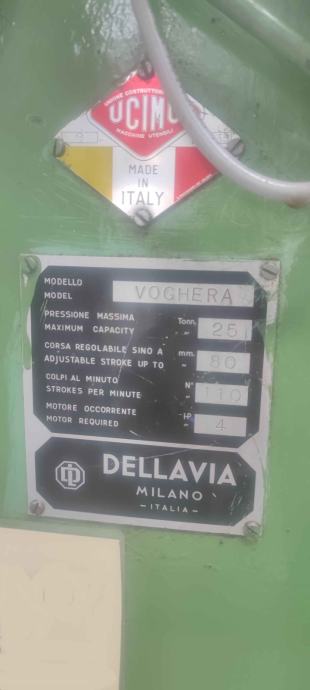 UNIONE COSTRUTTORI
UCIMU
MACCHINE UTENSILI
MADE
IN
ITALY
MODELLO
MODEL VOGHERA
PRESSIONE MASSIMA Tonn.
MAXIMUM CAPACITY „ 25
CORSA REGOLABILE SINO A mm.
ADJUSTABLE STROKE UP TO „ 80
COLPI AL MINUTO N°
STROKES PER MINUTE „ 110
MOTORE OCCORRENTE HP
MOTOR REQUIRED „ 4
DELLAVIA
MILANO
- ITALIA -